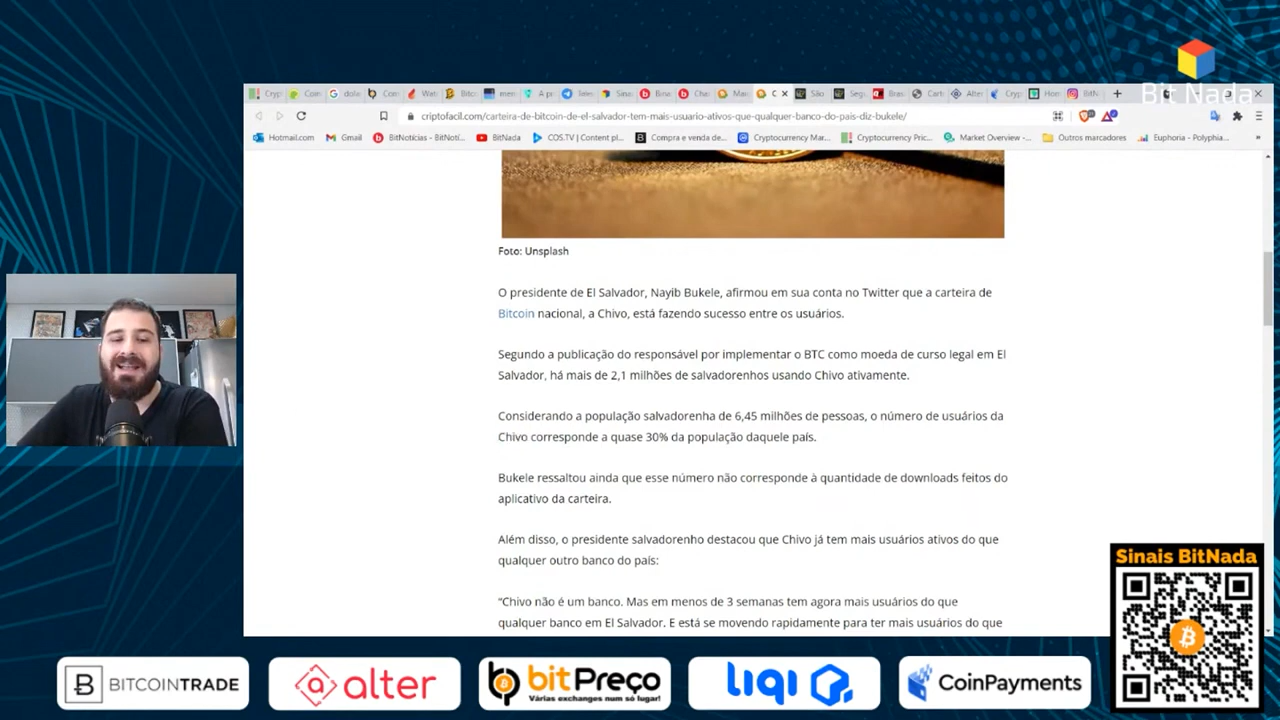 Bit Nada
criptofacil.com/carteira-de-bitcoin-de-el-salvador-tem-mais-usuario-ativos-que-qualquer-banco-do-pais-diz-bukele/
Hotmail.com Gmail BitNotícias - BitNotí... BitNada COS.TV | Content pl... Compra e venda de... Cryptocurrency Mar... Cryptocurrency Pric... Market Overview –... Outros marcadores Euphoria - Polyphia...
Foto: Unsplash
O presidente de El Salvador, Nayib Bukele, afirmou em sua conta no Twitter que a carteira de
Bitcoin nacional, a Chivo, está fazendo sucesso entre os usuários.
Segundo a publicação do responsável por implementar o BTC como moeda de curso legal em El
Salvador, há mais de 2,1 milhões de salvadorenhos usando Chivo ativamente.
Considerando a população salvadorenha de 6,45 milhões de pessoas, o número de usuários da
Chivo corresponde a quase 30% da população daquele país.
Bukele ressaltou ainda que esse número não corresponde à quantidade de downloads feitos do
aplicativo da carteira.
Além disso, o presidente salvadorenho destacou que Chivo já tem mais usuários ativos do que
qualquer outro banco do país:
“Chivo não é um banco. Mas em menos de 3 semanas tem agora mais usuários do que
qualquer banco em El Salvador. E está se movendo rapidamente para ter mais usuários do que
Sinais BitNada
BITCOINTRADE
alter
bitPreço
Várias exchanges num só lugar!
liqi
CoinPayments